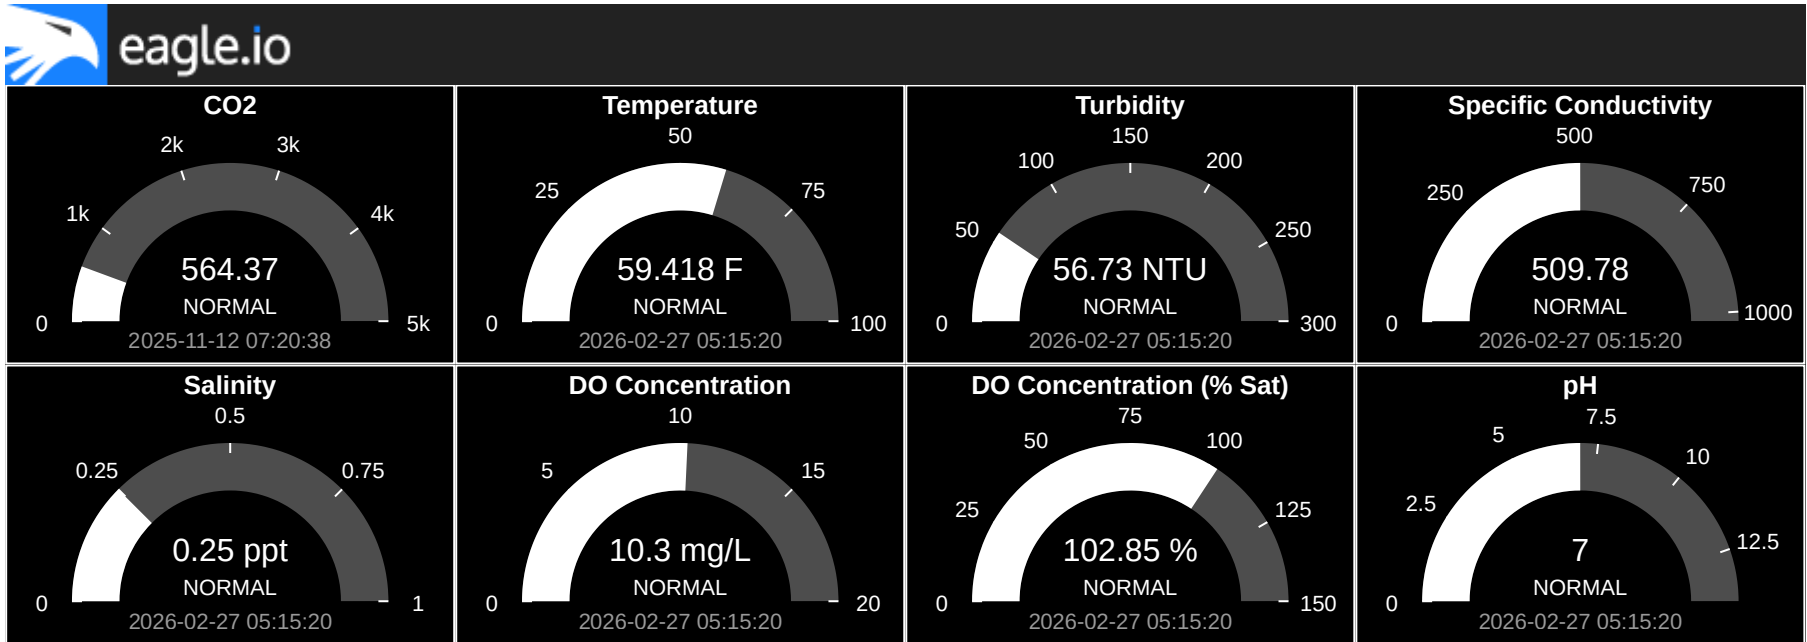 eagle.io
CO2
0
1k
2k
3k
4k
5k
564.37
NORMAL
2025-11-12 07:20:38
Temperature
0
25
50
75
100
59.418 F
NORMAL
2026-02-27 05:15:20
Turbidity
0
50
100
150
200
250
300
56.73 NTU
NORMAL
2026-02-27 05:15:20
Specific Conductivity
0
250
500
750
1000
509.78
NORMAL
2026-02-27 05:15:20
Salinity
0
0.25
0.5
0.75
1
0.25 ppt
NORMAL
2026-02-27 05:15:20
DO Concentration
0
5
10
15
20
10.3 mg/L
NORMAL
2026-02-27 05:15:20
DO Concentration (% Sat)
0
25
50
75
100
125
150
102.85 %
NORMAL
2026-02-27 05:15:20
pH
0
2.5
5
7.5
10
12.5
7
NORMAL
2026-02-27 05:15:20